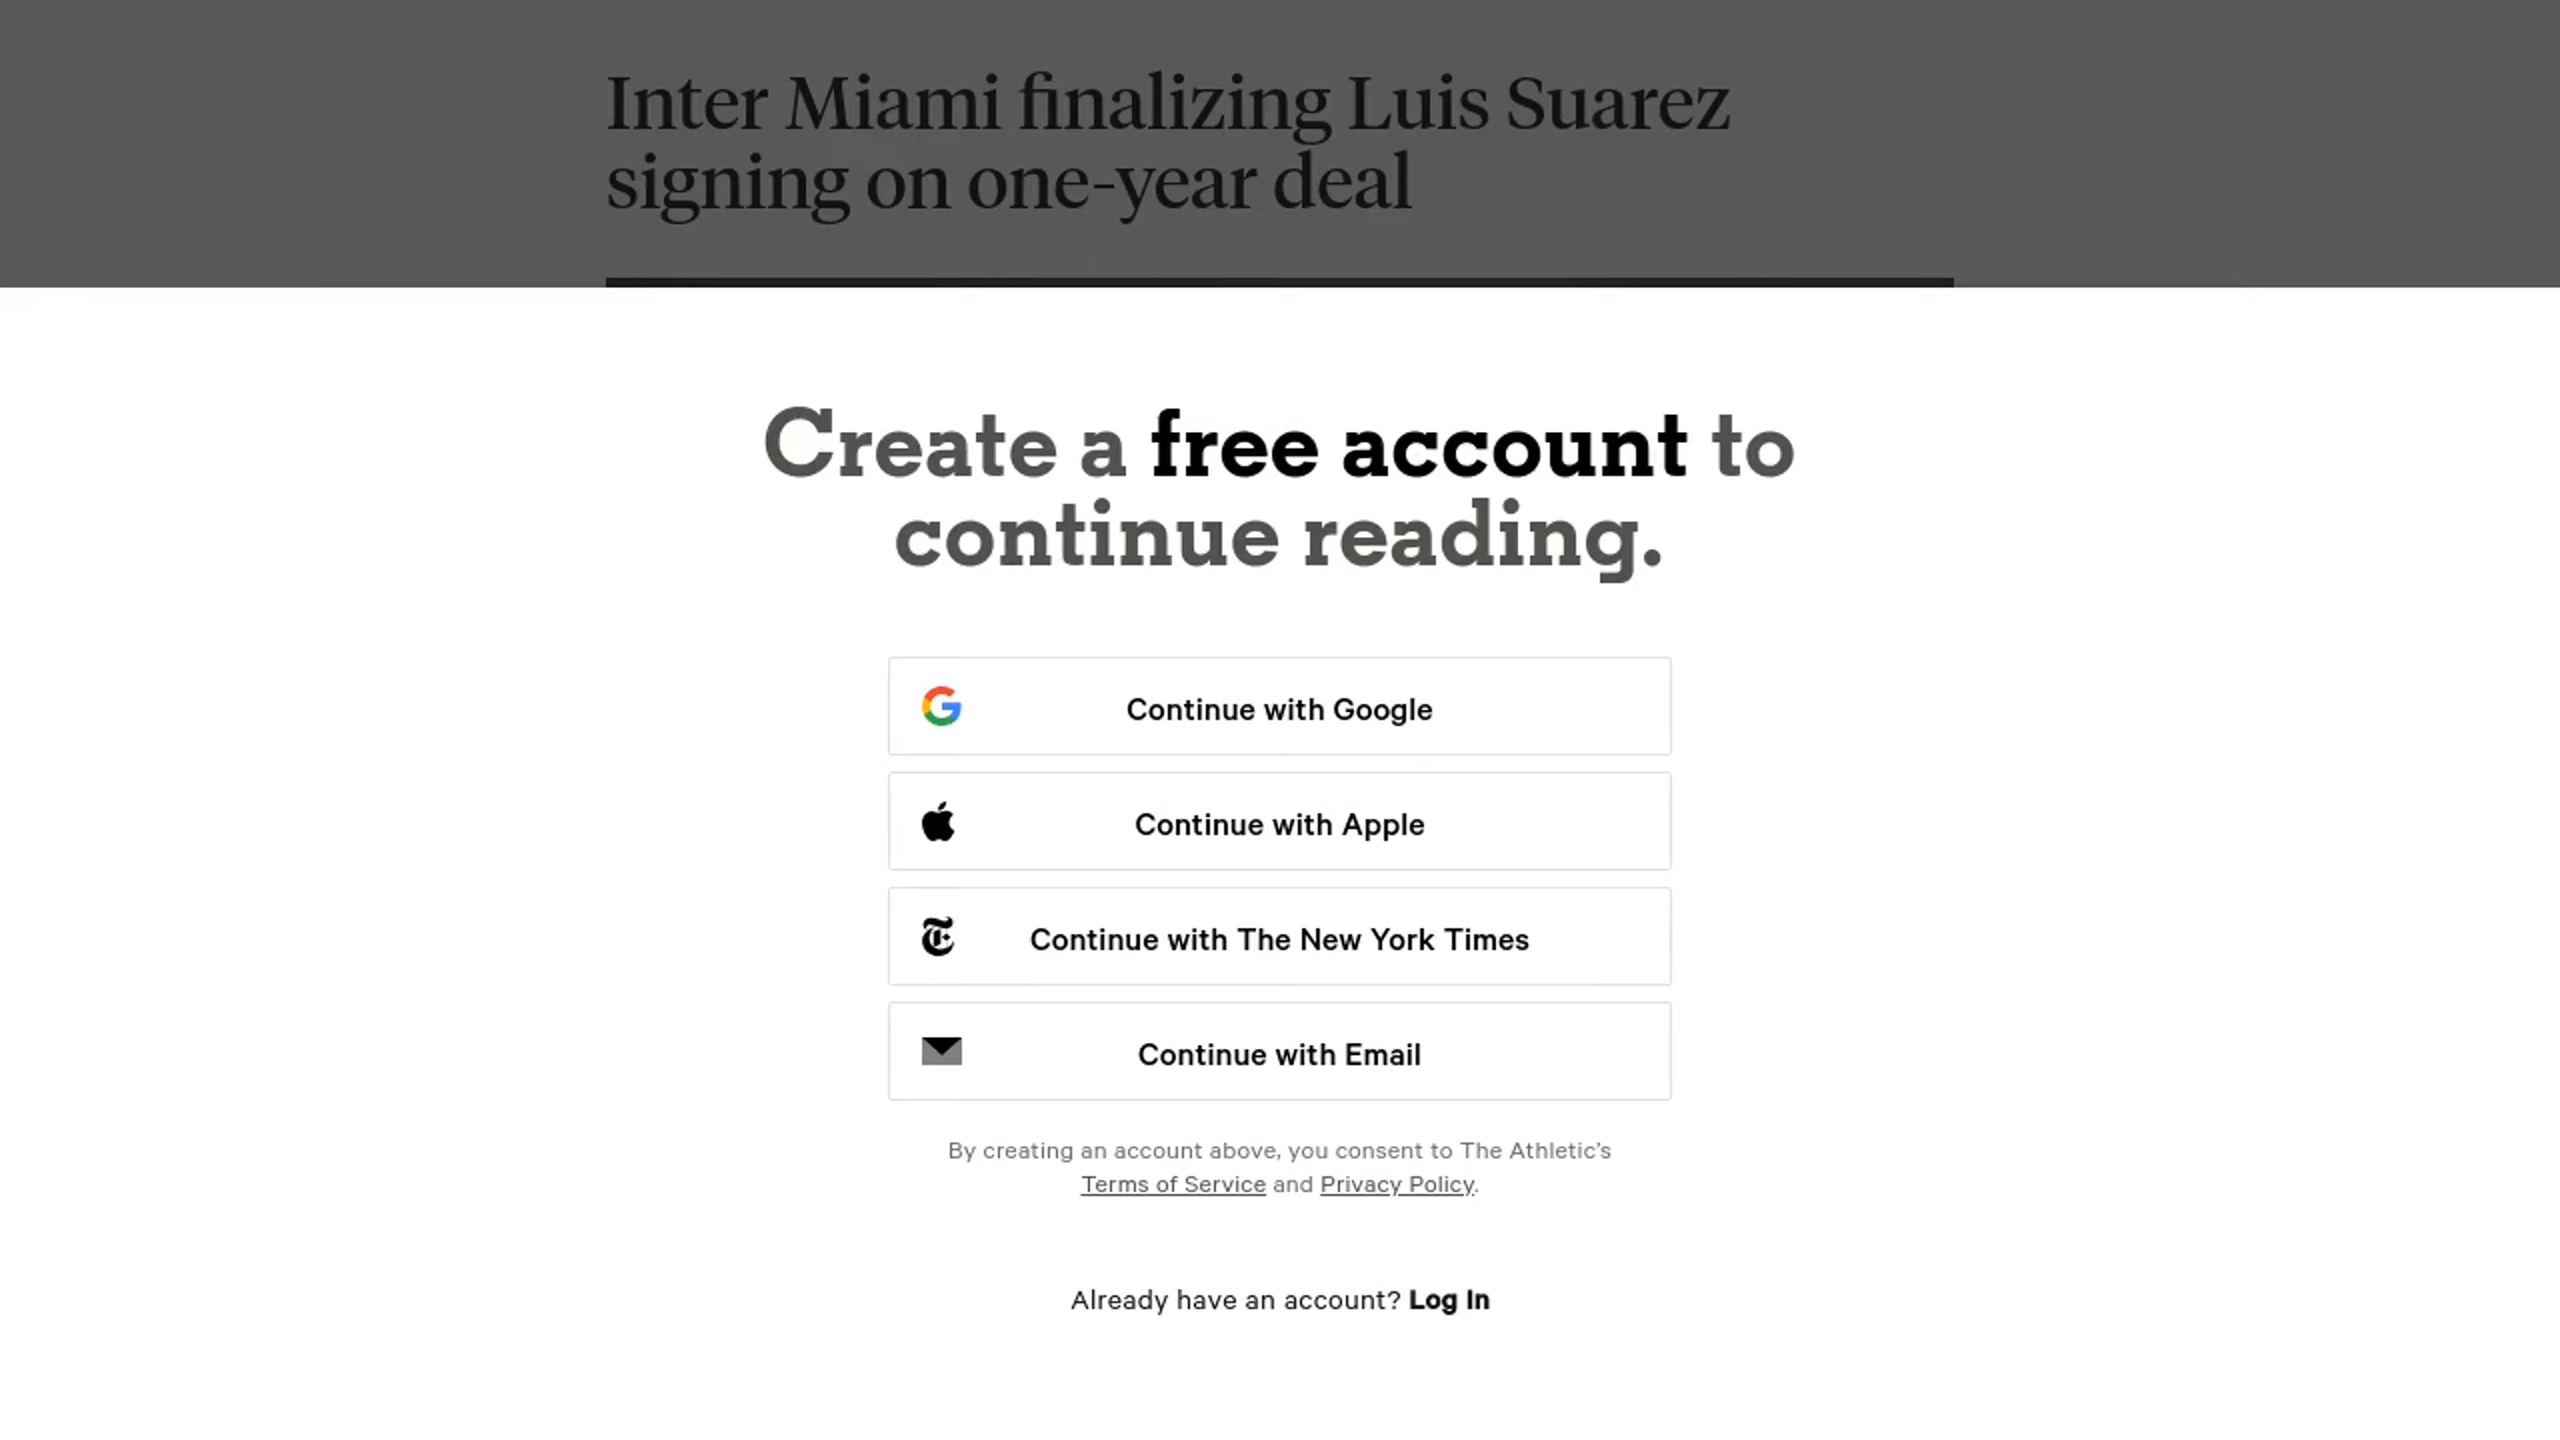 Inter Miami finalizing Luis Suarez
signing on one-year deal
Create a free account to
continue reading.
Continue with Google
Continue with Apple
Continue with The New York Times
Continue with Email
By creating an account above, you consent to The Athletic’s
Terms of Service and Privacy Policy.
Already have an account? Log In